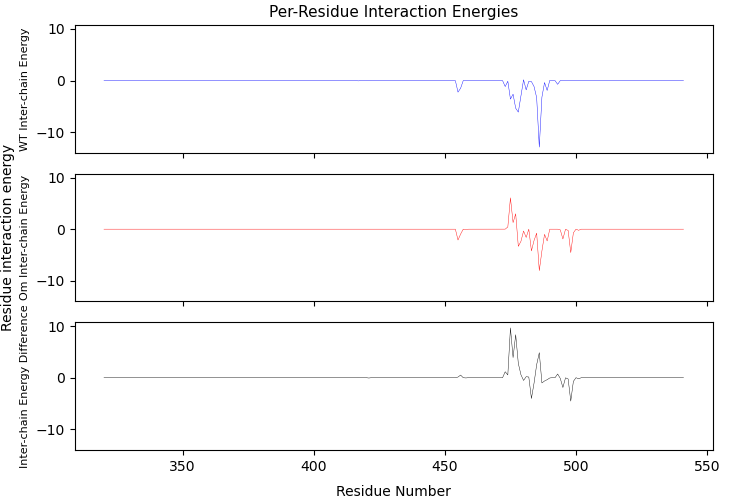 Per-Residue Interaction Energies
Residue interaction energy
WT Inter-chain Energy
10
0
−10
Om Inter-chain Energy
10
0
−10
Inter-chain Energy Difference
10
0
−10
350
400
450
500
550
Residue Number